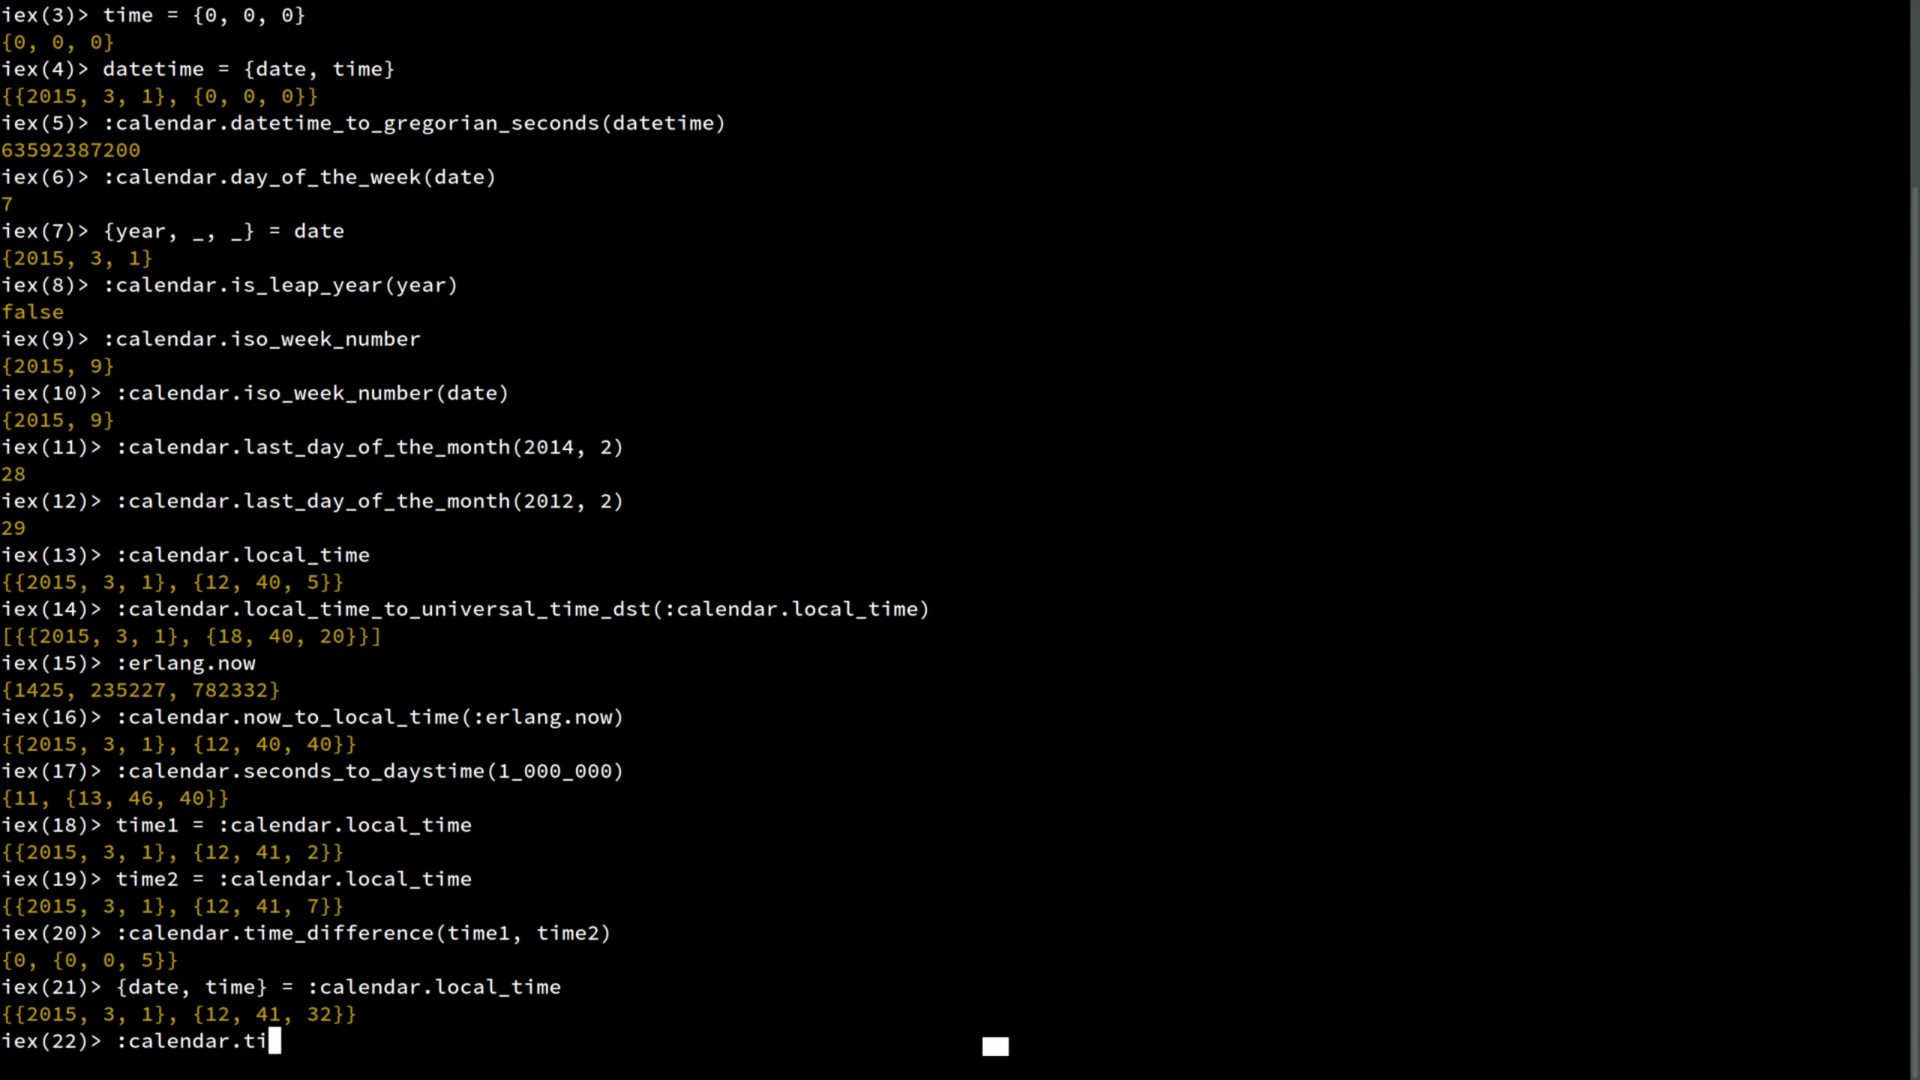 iex(3)> time = {0, 0, 0}
{0, 0, 0}
iex(4)> datetime = {date, time}
{{2015, 3, 1}, {0, 0, 0}}
iex(5)> :calendar.datetime_to_gregorian_seconds(datetime)
63592387200
iex(6)> :calendar.day_of_the_week(date)
7
iex(7)> {year, _, _} = date
{2015, 3, 1}
iex(8)> :calendar.is_leap_year(year)
false
iex(9)> :calendar.iso_week_number
{2015, 9}
iex(10)> :calendar.iso_week_number(date)
{2015, 9}
iex(11)> :calendar.last_day_of_the_month(2014, 2)
28
iex(12)> :calendar.last_day_of_the_month(2012, 2)
29
iex(13)> :calendar.local_time
{{2015, 3, 1}, {12, 40, 5}}
iex(14)> :calendar.local_time_to_universal_time_dst(:calendar.local_time)
[{{2015, 3, 1}, {18, 40, 20}}]
iex(15)> :erlang.now
{1425, 235227, 782332}
iex(16)> :calendar.now_to_local_time(:erlang.now)
{{2015, 3, 1}, {12, 40, 40}}
iex(17)> :calendar.seconds_to_daystime(1_000_000)
{11, {13, 46, 40}}
iex(18)> time1 = :calendar.local_time
{{2015, 3, 1}, {12, 41, 2}}
iex(19)> time2 = :calendar.local_time
{{2015, 3, 1}, {12, 41, 7}}
iex(20)> :calendar.time_difference(time1, time2)
{0, {0, 0, 5}}
iex(21)> {date, time} = :calendar.local_time
{{2015, 3, 1}, {12, 41, 32}}
iex(22)> :calendar.ti